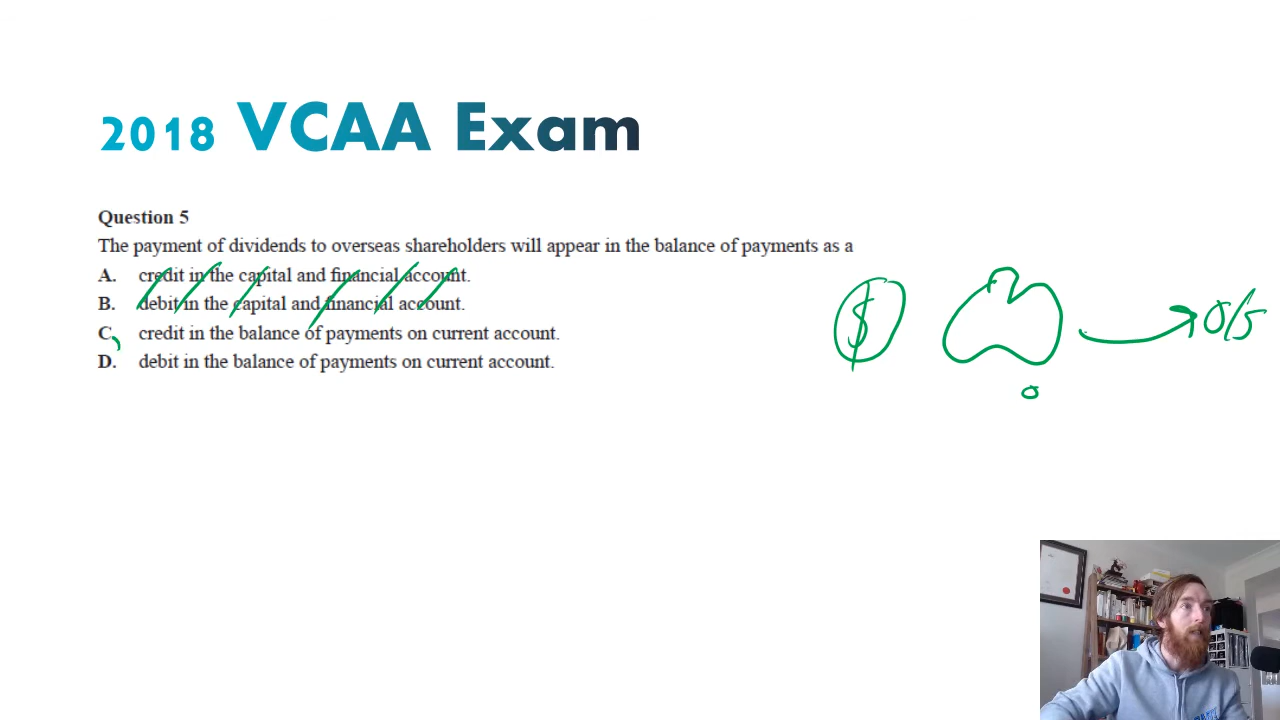 2018 VCAA Exam
Question 5
The payment of dividends to overseas shareholders will appear in the balance of payments as a
A. credit in the capital and financial account.
B. debit in the capital and financial account.
C. credit in the balance of payments on current account.
D. debit in the balance of payments on current account.
$
O/S